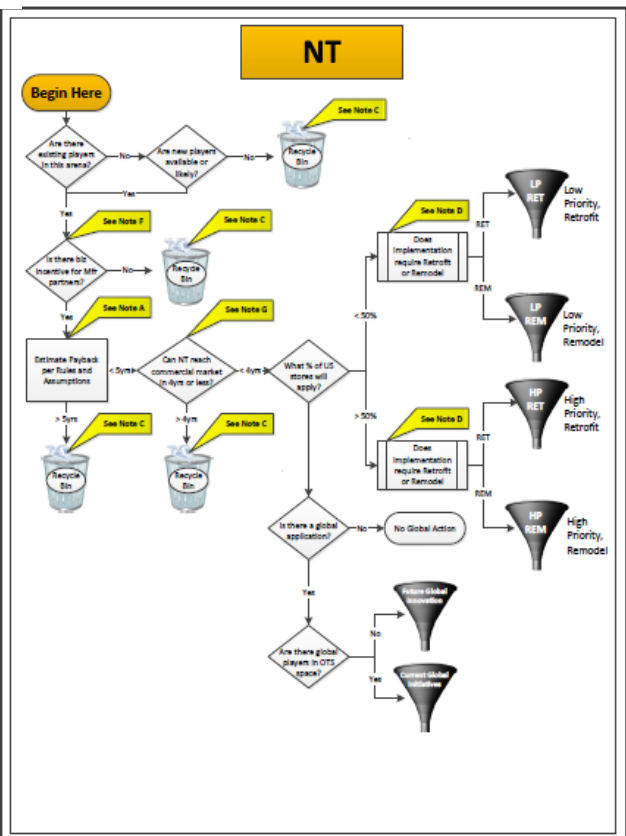 NT
Begin Here
See Note C
Are there
existing players
in this arena?
No
Are new players
available or
likely?
No
Recycle
Bin
Yes
Yes
See Note F
See Note C
Is there biz
incentive for Mfr
partners?
No
Recycle
Bin
Yes
See Note A
See Note G
Estimate Payback
per Rules and
Assumptions
< 5yrs
Can NT reach
commercial market
in 4yrs or less?
< 4yrs
What % of US
stores will
apply?
> 5yrs
See Note C
Recycle
Bin
> 4yrs
See Note C
Recycle
Bin
< 50%
See Note D
Does
Implementation
require Retrofit
or Remodel
RET
LP
RET
Low
Priority,
Retrofit
REM
LP
REM
Low
Priority,
Remodel
> 50%
See Note D
Does
Implementation
require Retrofit
or Remodel
RET
HP
RET
High
Priority,
Retrofit
REM
HP
REM
High
Priority,
Remodel
Is there a global
application?
No
No Global Action
Yes
Are there global
players in OTS
space?
No
Future Global
Innovation
Yes
Current Global
Initiatives